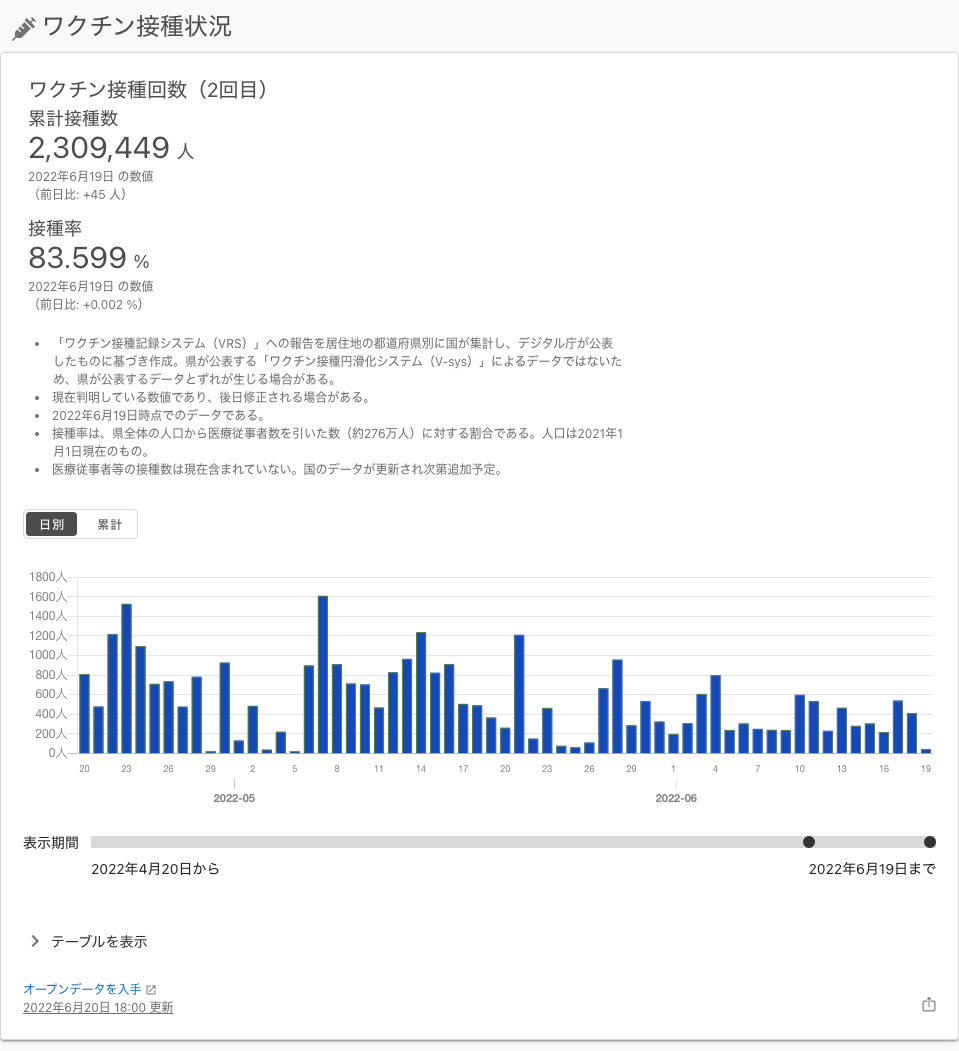 ワクチン接種状況
ワクチン接種回数（2回目）
累計接種数
2,309,449 人
2022年6月19日 の数値
（前日比: +45 人）
接種率
83.599 %
2022年6月19日 の数値
（前日比: +0.002 %）
• 「ワクチン接種記録システム（VRS）」への報告を居住地の都道府県別に国が集計し、デジタル庁が公表
したものに基づき作成。県が公表する「ワクチン接種円滑化システム（V-sys）」によるデータではないた
め、県が公表するデータとずれが生じる場合がある。
• 現在判明している数値であり、後日修正される場合がある。
• 2022年6月19日時点でのデータである。
• 接種率は、県全体の人口から医療従事者数を引いた数（約276万人）に対する割合である。人口は2021年1
月1日現在のもの。
• 医療従事者等の接種数は現在含まれていない。国のデータが更新され次第追加予定。
日別 累計
1800人
1600人
1400人
1200人
1000人
800人
600人
400人
200人
0人
20 23 26 29 2 5 8 11 14 17 20 23 26 29 1 4 7 10 13 16 19
2022-05 2022-06
表示期間
2022年4月20日から 2022年6月19日まで
テーブルを表示
オープンデータを入手
2022年6月20日 18:00 更新